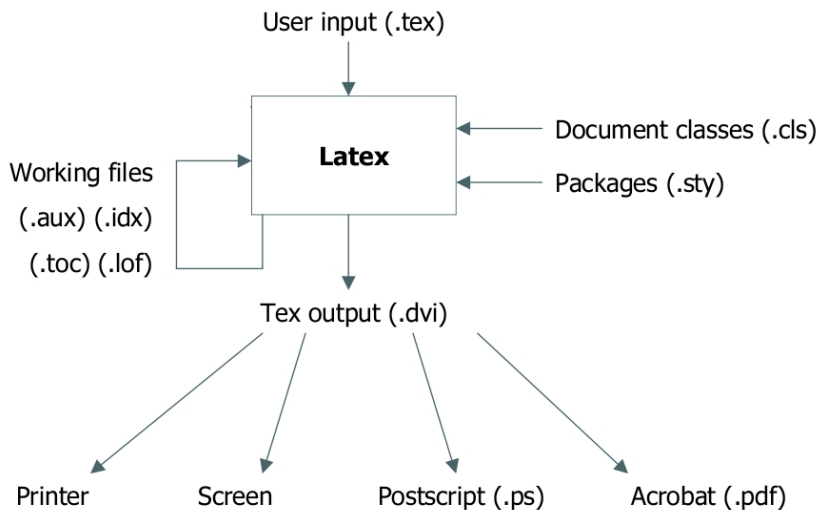 User input (.tex)
Latex
Document classes (.cls)
Packages (.sty)
Working files
(.aux) (.idx)
(.toc) (.lof)
Tex output (.dvi)
Printer
Screen
Postscript (.ps)
Acrobat (.pdf)